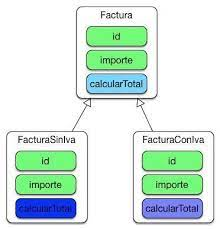 Factura
id
importe
calcularTotal
FacturaSinIva
id
importe
calcularTotal
FacturaConIva
id
importe
calcularTotal